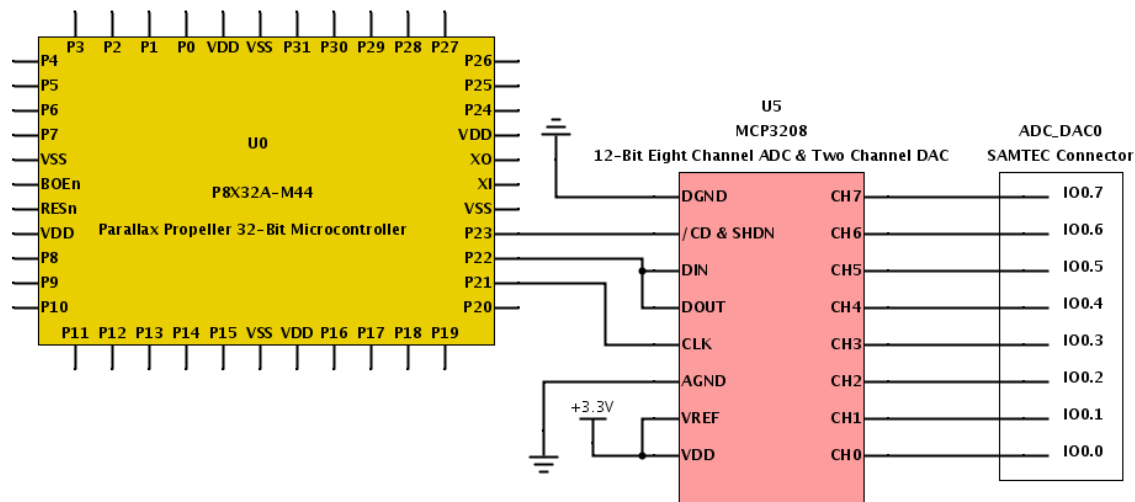 P3 P2 P1 P0 VDD VSS P31 P30 P29 P28 P27
P4
P5
P6
P7
VSS
BOEn
RESn
VDD
P8
P9
P10
U0
P8X32A-M44
Parallax Propeller 32-Bit Microcontroller
P26
P25
P24
VDD
XO
XI
VSS
P23
P22
P21
P20
P11 P12 P13 P14 P15 VSS VDD P16 P17 P18 P19
U5
MCP3208
12-Bit Eight Channel ADC & Two Channel DAC
DGND
/CD & SHDN
DIN
DOUT
CLK
AGND
VREF
VDD
+3.3V
CH7
CH6
CH5
CH4
CH3
CH2
CH1
CH0
ADC_DAC0
SAMTEC Connector
IO0.7
IO0.6
IO0.5
IO0.4
IO0.3
IO0.2
IO0.1
IO0.0